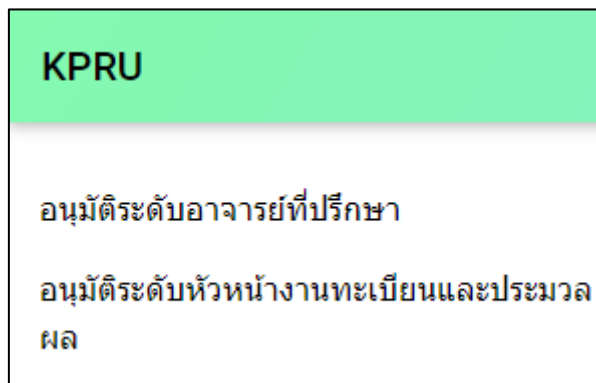 KPRU
อนุมัติระดับอาจารย์ที่ปรึกษา
อนุมัติระดับหัวหน้างานทะเบียนและประมวล
ผล